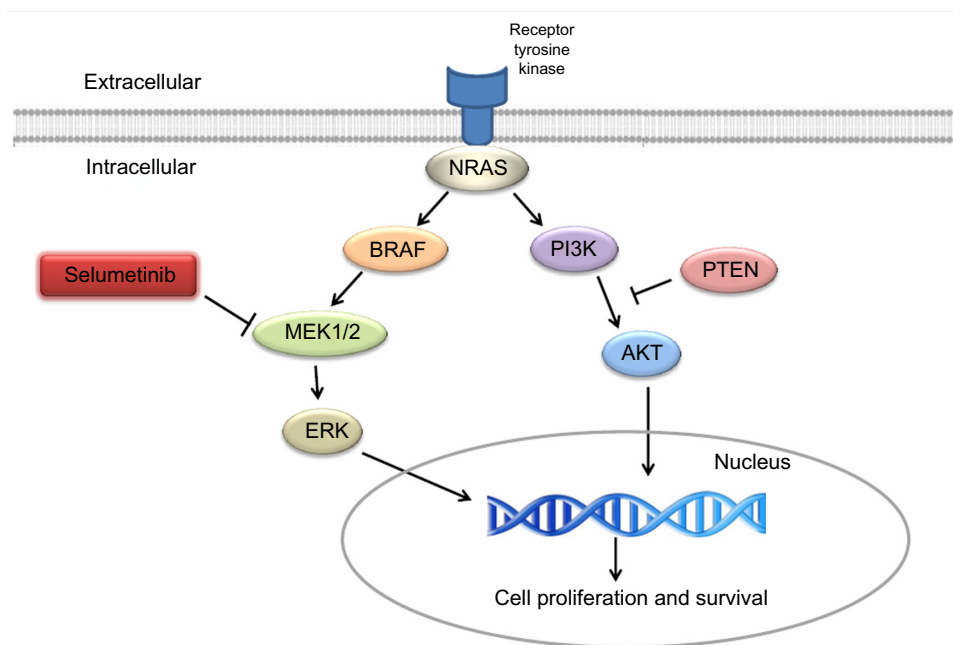 Receptor
tyrosine
kinase
Extracellular
Intracellular
NRAS
BRAF
PI3K
Selumetinib
PTEN
MEK1/2
AKT
ERK
Nucleus
Cell proliferation and survival